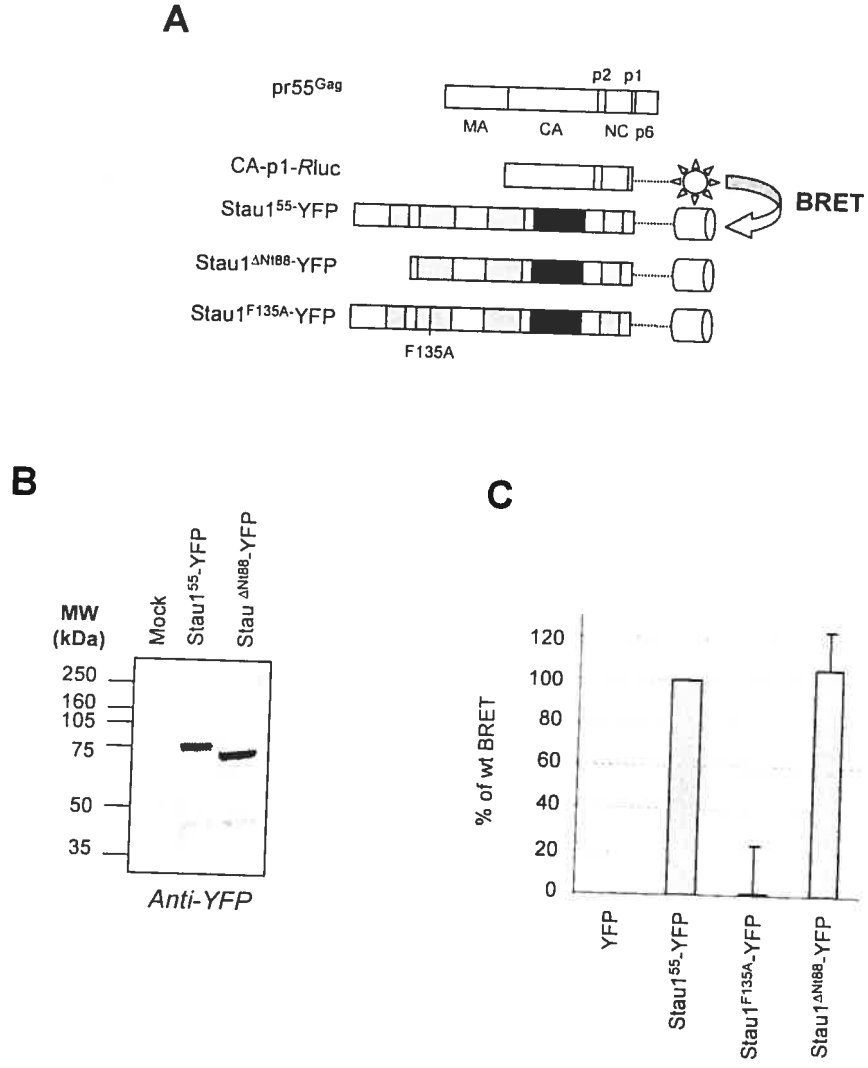 A
p2 p1
pr55Gag
MA CA NC p6
CA-p1-Rluc
BRET
Stau155-YFP
Stau1ΔNt88-YFP
Stau1F135A-YFP
F135A
B
C
MW
(kDa)
Mock
Stau155-YFP
Stau ΔNt88-YFP
250
160
105
75
50
35
Anti-YFP
% of wt BRET
120
100
80
60
40
20
0
YFP
Stau155-YFP
Stau1F135A-YFP
Stau1ΔNt88-YFP